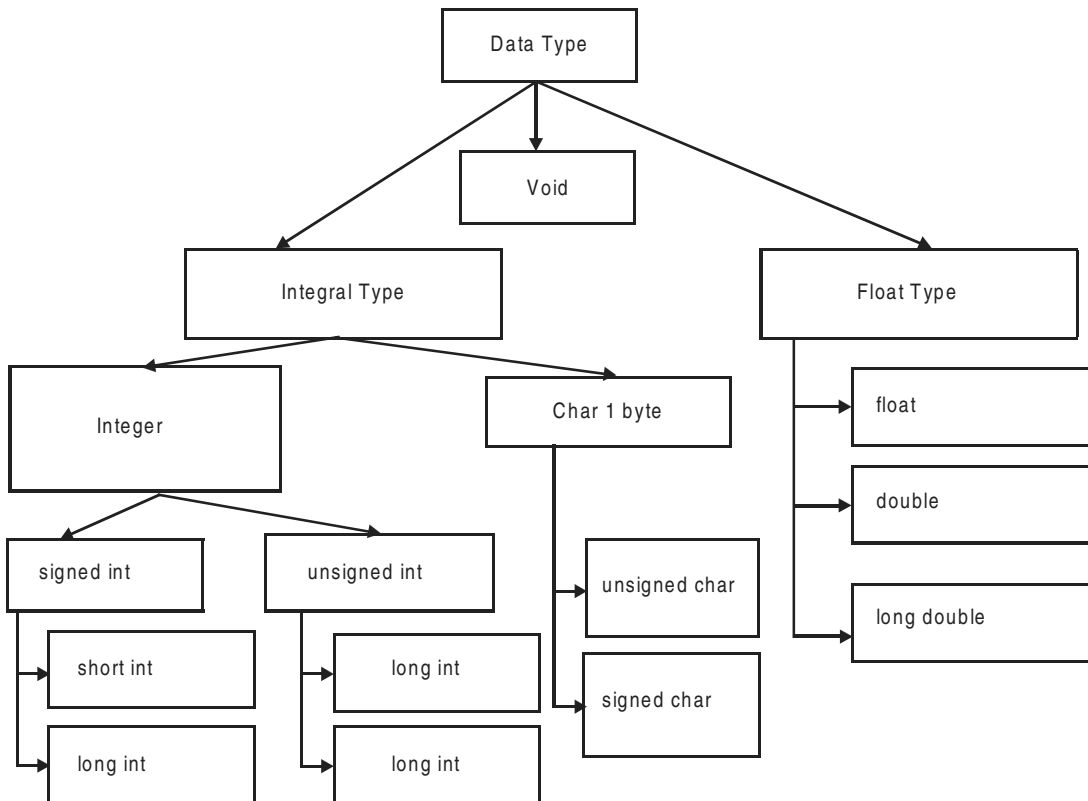 Data Type
Void
Integral Type
Float Type
Integer
Char 1 byte
float
double
signed int
unsigned int
unsigned char
long double
short int
long int
signed char
long int
long int